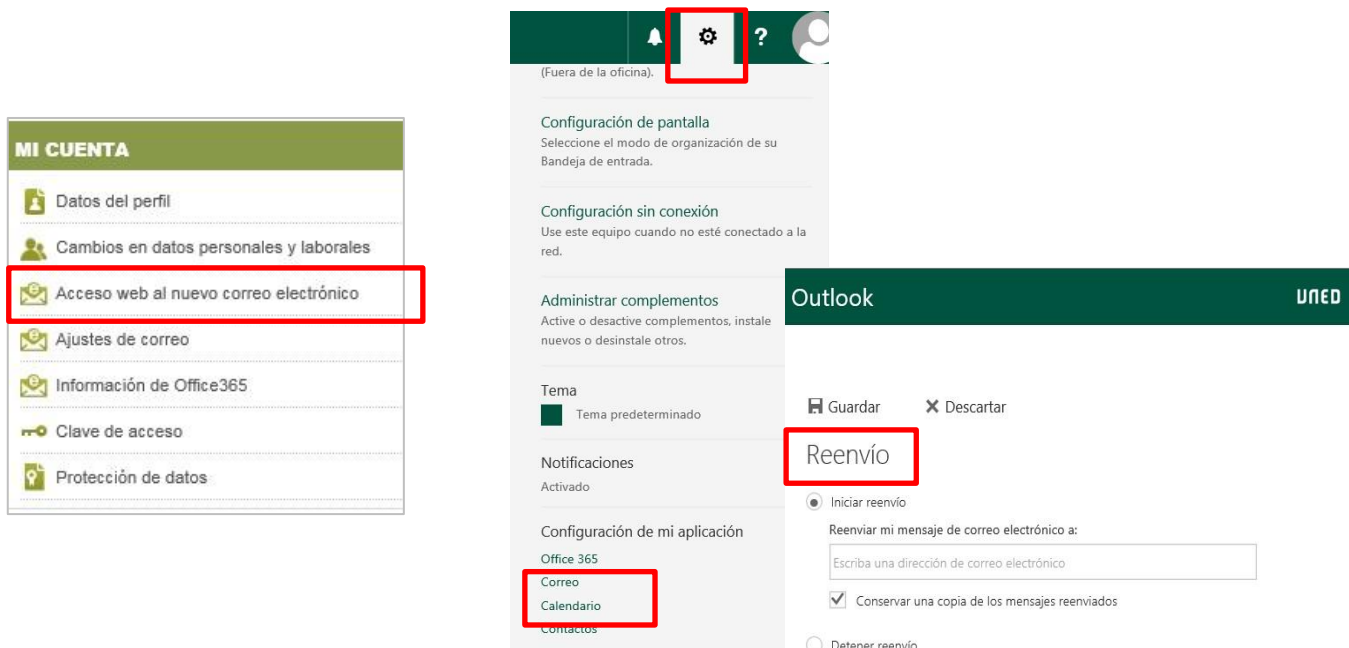 MI CUENTA
Datos del perfil
Cambios en datos personales y laborales
Acceso web al nuevo correo electrónico
Ajustes de correo
Información de Office365
Clave de acceso
Protección de datos
?
(Fuera de la oficina).
Configuración de pantalla
Seleccione el modo de organización de su
Bandeja de entrada.
Configuración sin conexión
Use este equipo cuando no esté conectado a la
red.
Administrar complementos
Active o desactive complementos, instale
nuevos o desinstale otros.
Tema
Tema predeterminado
Notificaciones
Activado
Configuración de mi aplicación
Office 365
Correo
Calendario
Contactos
Outlook
UNED
Guardar
Descartar
Reenvío
Iniciar reenvío
Reenviar mi mensaje de correo electrónico a:
Escriba una dirección de correo electrónico
Conservar una copia de los mensajes reenviados
Detener reenvío